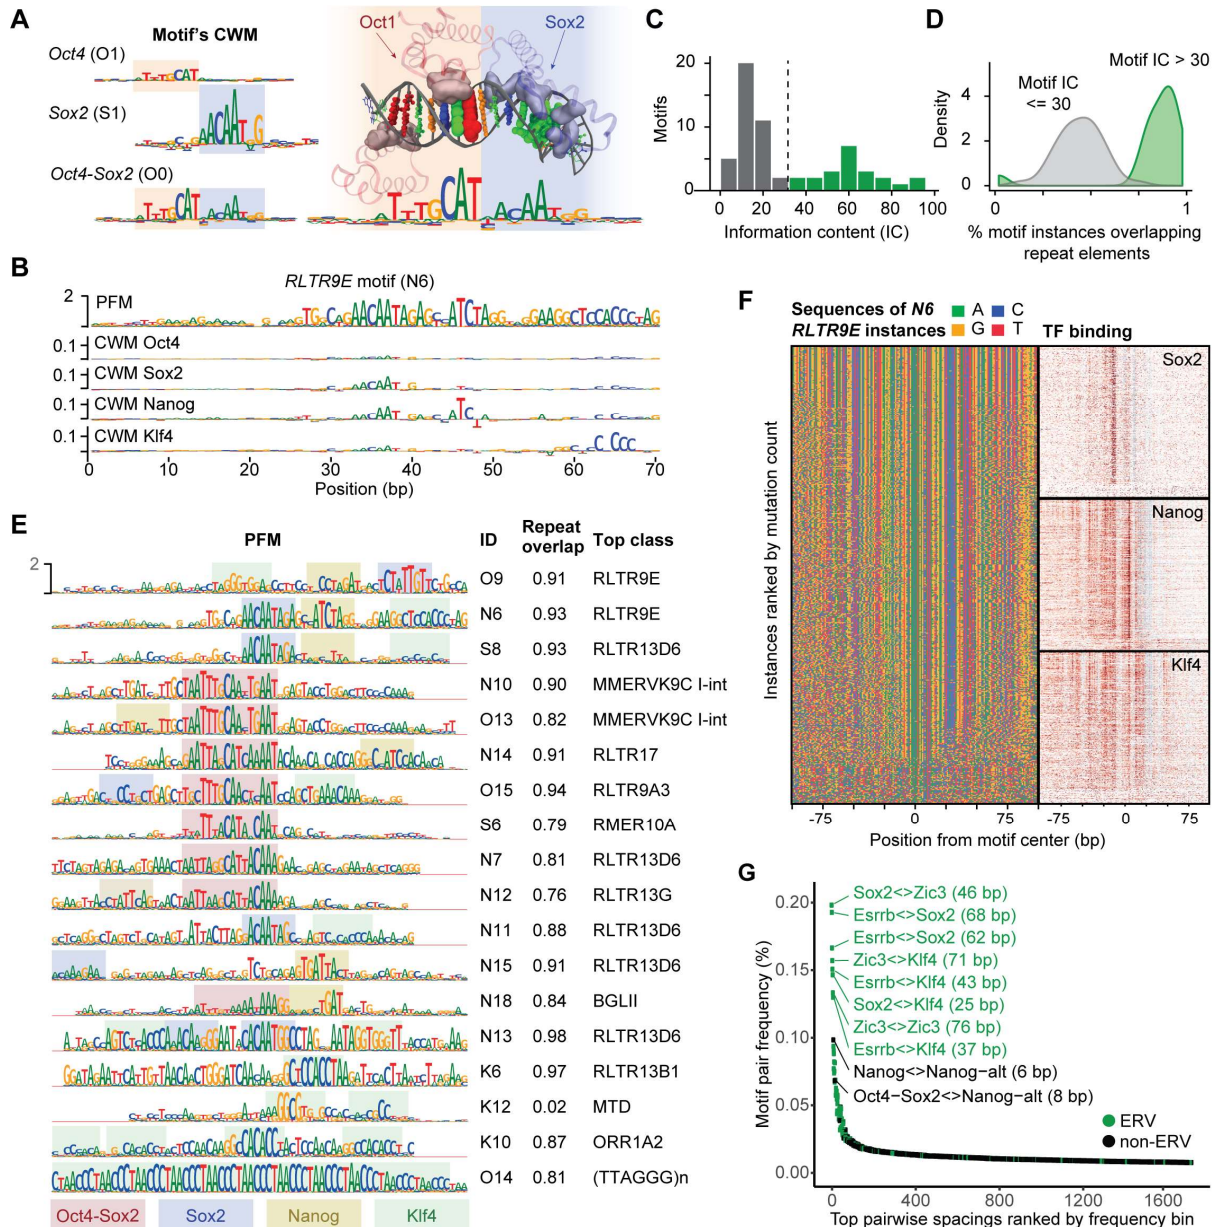 A
Motif's CWM
Oct4 (O1)
Sox2 (S1)
Oct4-Sox2 (O0)
Oct1
Sox2
C
Motifs
20
10
0
0 20 40 60 80 100
Information content (IC)
D
Motif IC > 30
Motif IC
<= 30
Density
4
2
0
0 1
% motif instances overlapping
repeat elements
B
RLTR9E motif (N6)
2
PFM
0.1
CWM Oct4
0.1
CWM Sox2
0.1
CWM Nanog
0.1
CWM Klf4
0 10 20 30 40 50 60 70
Position (bp)
E
PFM
ID
Repeat
overlap
Top class
2
O9 0.91 RLTR9E
N6 0.93 RLTR9E
S8 0.93 RLTR13D6
N10 0.90 MMERVK9C I-int
O13 0.82 MMERVK9C I-int
N14 0.91 RLTR17
O15 0.94 RLTR9A3
S6 0.79 RMER10A
N7 0.81 RLTR13D6
N12 0.76 RLTR13G
N11 0.88 RLTR13D6
N15 0.91 RLTR13D6
N18 0.84 BGLII
N13 0.98 RLTR13D6
K6 0.97 RLTR13B1
K12 0.02 MTD
K10 0.87 ORR1A2
O14 0.81 (TTAGGG)n
Oct4-Sox2 Sox2 Nanog Klf4
F
Sequences of N6
RLTR9E instances
A C
G T
TF binding
Instances ranked by mutation count
Sox2
Nanog
Klf4
-75 0 75 -75 0 75
Position from motif center (bp)
G
Motif pair frequency (%)
0.20
0.15
0.10
0.05
0.00
Sox2<>Zic3 (46 bp)
Esrrb<>Sox2 (68 bp)
Esrrb<>Sox2 (62 bp)
Zic3<>Klf4 (71 bp)
Esrrb<>Klf4 (43 bp)
Sox2<>Klf4 (25 bp)
Zic3<>Zic3 (76 bp)
Esrrb<>Klf4 (37 bp)
Nanog<>Nanog−alt (6 bp)
Oct4−Sox2<>Nanog−alt (8 bp)
ERV
non−ERV
0 400 800 1200 1600
Top pairwise spacings ranked by frequency bin